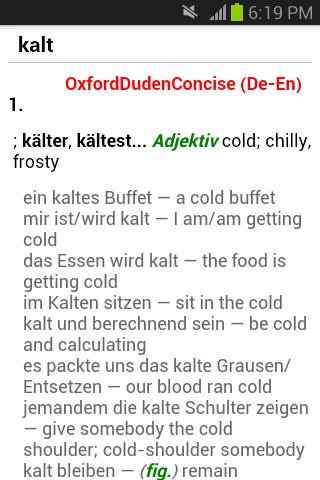 6:19 PM
kalt
OxfordDudenConcise (De-En)
1.
; kälter, kältest... Adjektiv cold; chilly,
frosty
ein kaltes Buffet — a cold buffet
mir ist/wird kalt — I am/am getting
cold
das Essen wird kalt — the food is
getting cold
im Kalten sitzen — sit in the cold
kalt und berechnend sein — be cold
and calculating
es packte uns das kalte Grausen/
Entsetzen — our blood ran cold
jemandem die kalte Schulter zeigen
— give somebody the cold
shoulder; cold-shoulder somebody
kalt bleiben — (fig.) remain